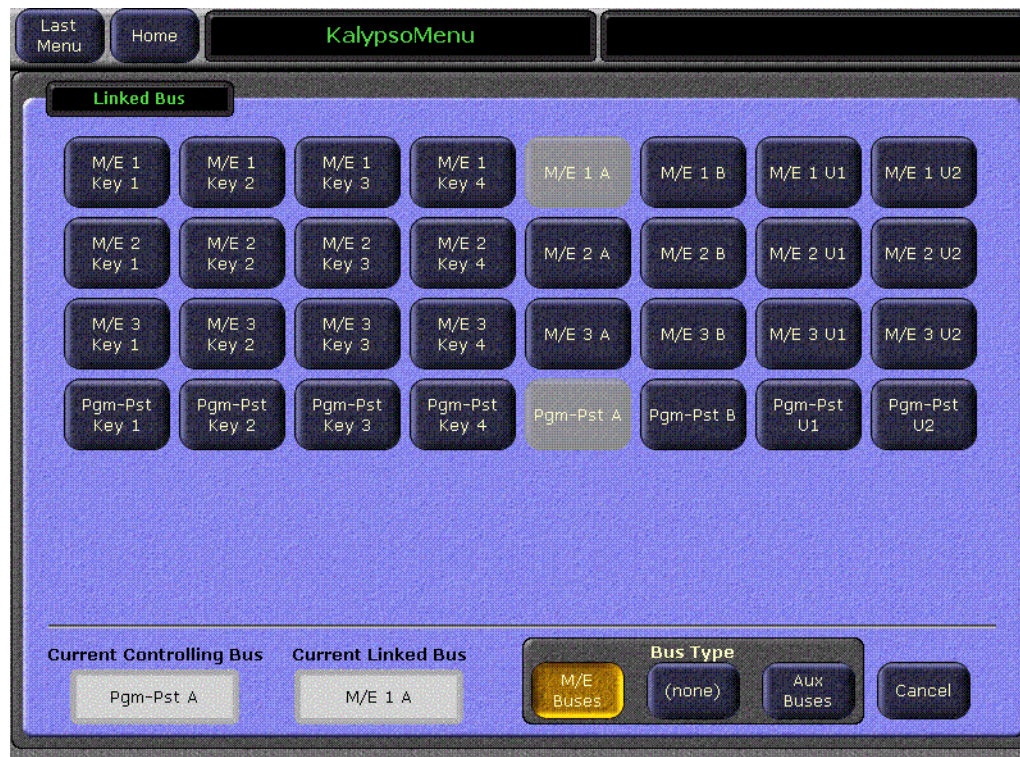 Last
Menu
Home
KalypsoMenu
Linked Bus
M/E 1
Key 1
M/E 1
Key 2
M/E 1
Key 3
M/E 1
Key 4
M/E 1 A
M/E 1 B
M/E 1 U1
M/E 1 U2
M/E 2
Key 1
M/E 2
Key 2
M/E 2
Key 3
M/E 2
Key 4
M/E 2 A
M/E 2 B
M/E 2 U1
M/E 2 U2
M/E 3
Key 1
M/E 3
Key 2
M/E 3
Key 3
M/E 3
Key 4
M/E 3 A
M/E 3 B
M/E 3 U1
M/E 3 U2
Pgm-Pst
Key 1
Pgm-Pst
Key 2
Pgm-Pst
Key 3
Pgm-Pst
Key 4
Pgm-Pst A
Pgm-Pst B
Pgm-Pst
U1
Pgm-Pst
U2
Current Controlling Bus
Pgm-Pst A
Current Linked Bus
M/E 1 A
Bus Type
M/E
Buses
(none)
Aux
Buses
Cancel